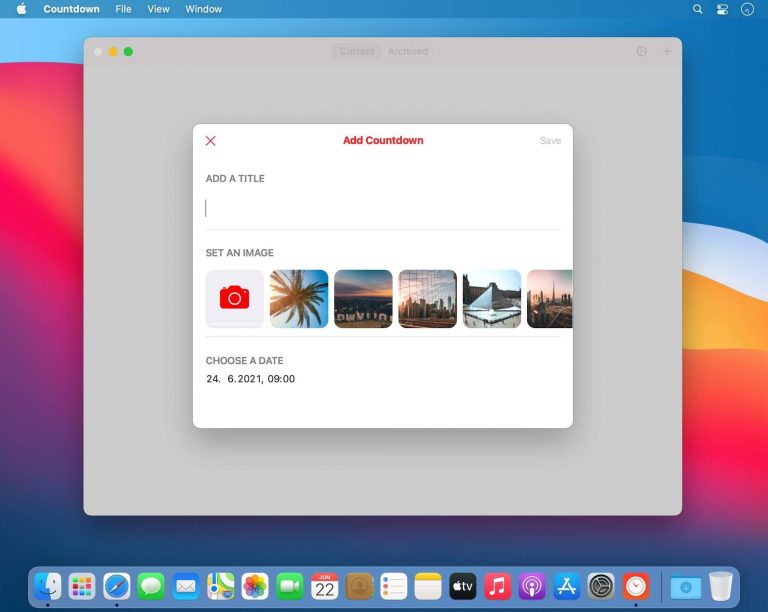 Countdown File View Window
Current Archived
Add Countdown Save
ADD A TITLE
SET AN IMAGE
CHOOSE A DATE
24. 6.2021, 09:00
JUN
22
tv